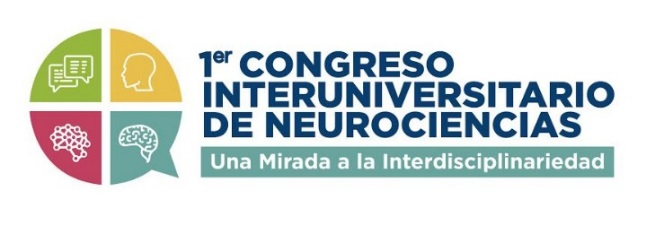 1er CONGRESO
INTERUNIVERSITARIO
DE NEUROCIENCIAS
Una Mirada a la Interdisciplinariedad